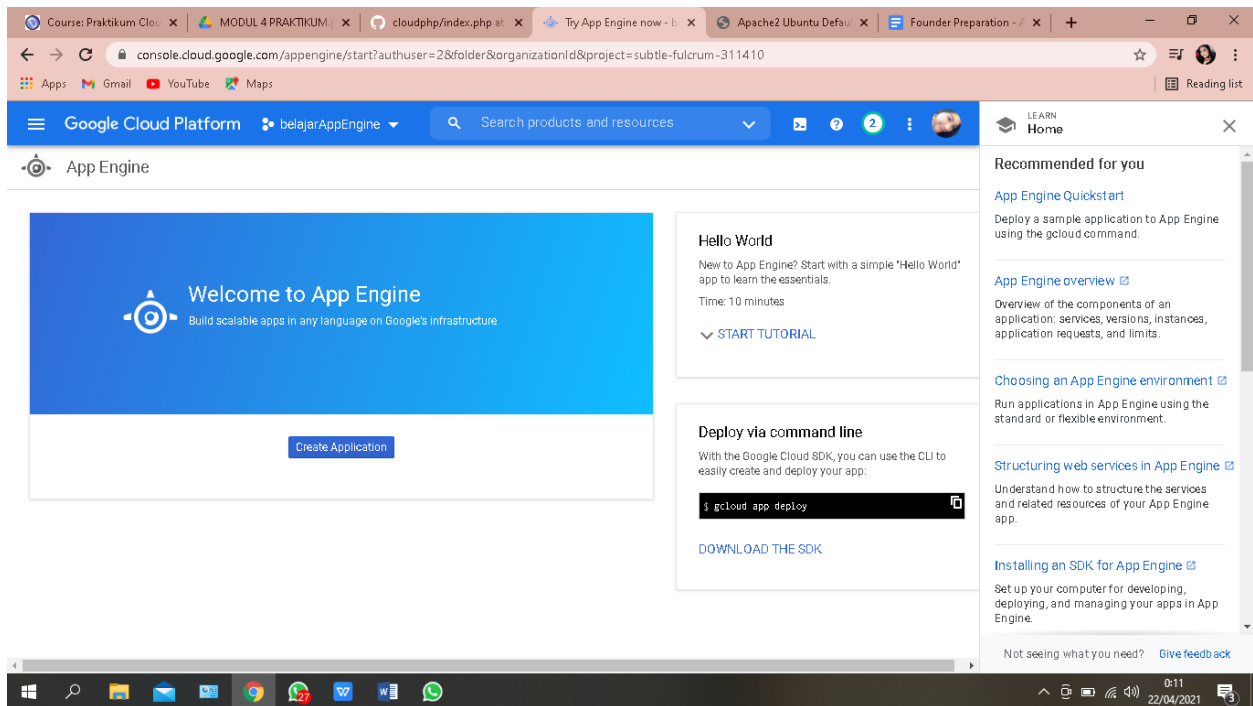 Course: Praktikum Clou
MODUL 4 PRAKTIKUM.
cloudphp/index.php at
Try App Engine now - b
Apache2 Ubuntu Defau
Founder Preparation - A
console.cloud.google.com/appengine/start?authuser=2&folder&organizationId&project=subtle-fulcrum-311410
Apps Gmail YouTube Maps Reading list
Google Cloud Platform belajarAppEngine Search products and resources 2
App Engine
Welcome to App Engine
Build scalable apps in any language on Google's infrastructure
Create Application
Hello World
New to App Engine? Start with a simple "Hello World"
app to learn the essentials.
Time: 10 minutes
START TUTORIAL
Deploy via command line
With the Google Cloud SDK, you can use the CLI to
easily create and deploy your app:
$ gcloud app deploy
DOWNLOAD THE SDK
LEARN
Home
Recommended for you
App Engine Quickstart
Deploy a sample application to App Engine
using the gcloud command.
App Engine overview
Overview of the components of an
application: services, versions, instances,
application requests, and limits.
Choosing an App Engine environment
Run applications in App Engine using the
standard or flexible environment.
Structuring web services in App Engine
Understand how to structure the services
and related resources of your App Engine
app.
Installing an SDK for App Engine
Set up your computer for developing,
deploying, and managing your apps in App
Engine.
Not seeing what you need? Give feedback
27
0:11
22/04/2021
3